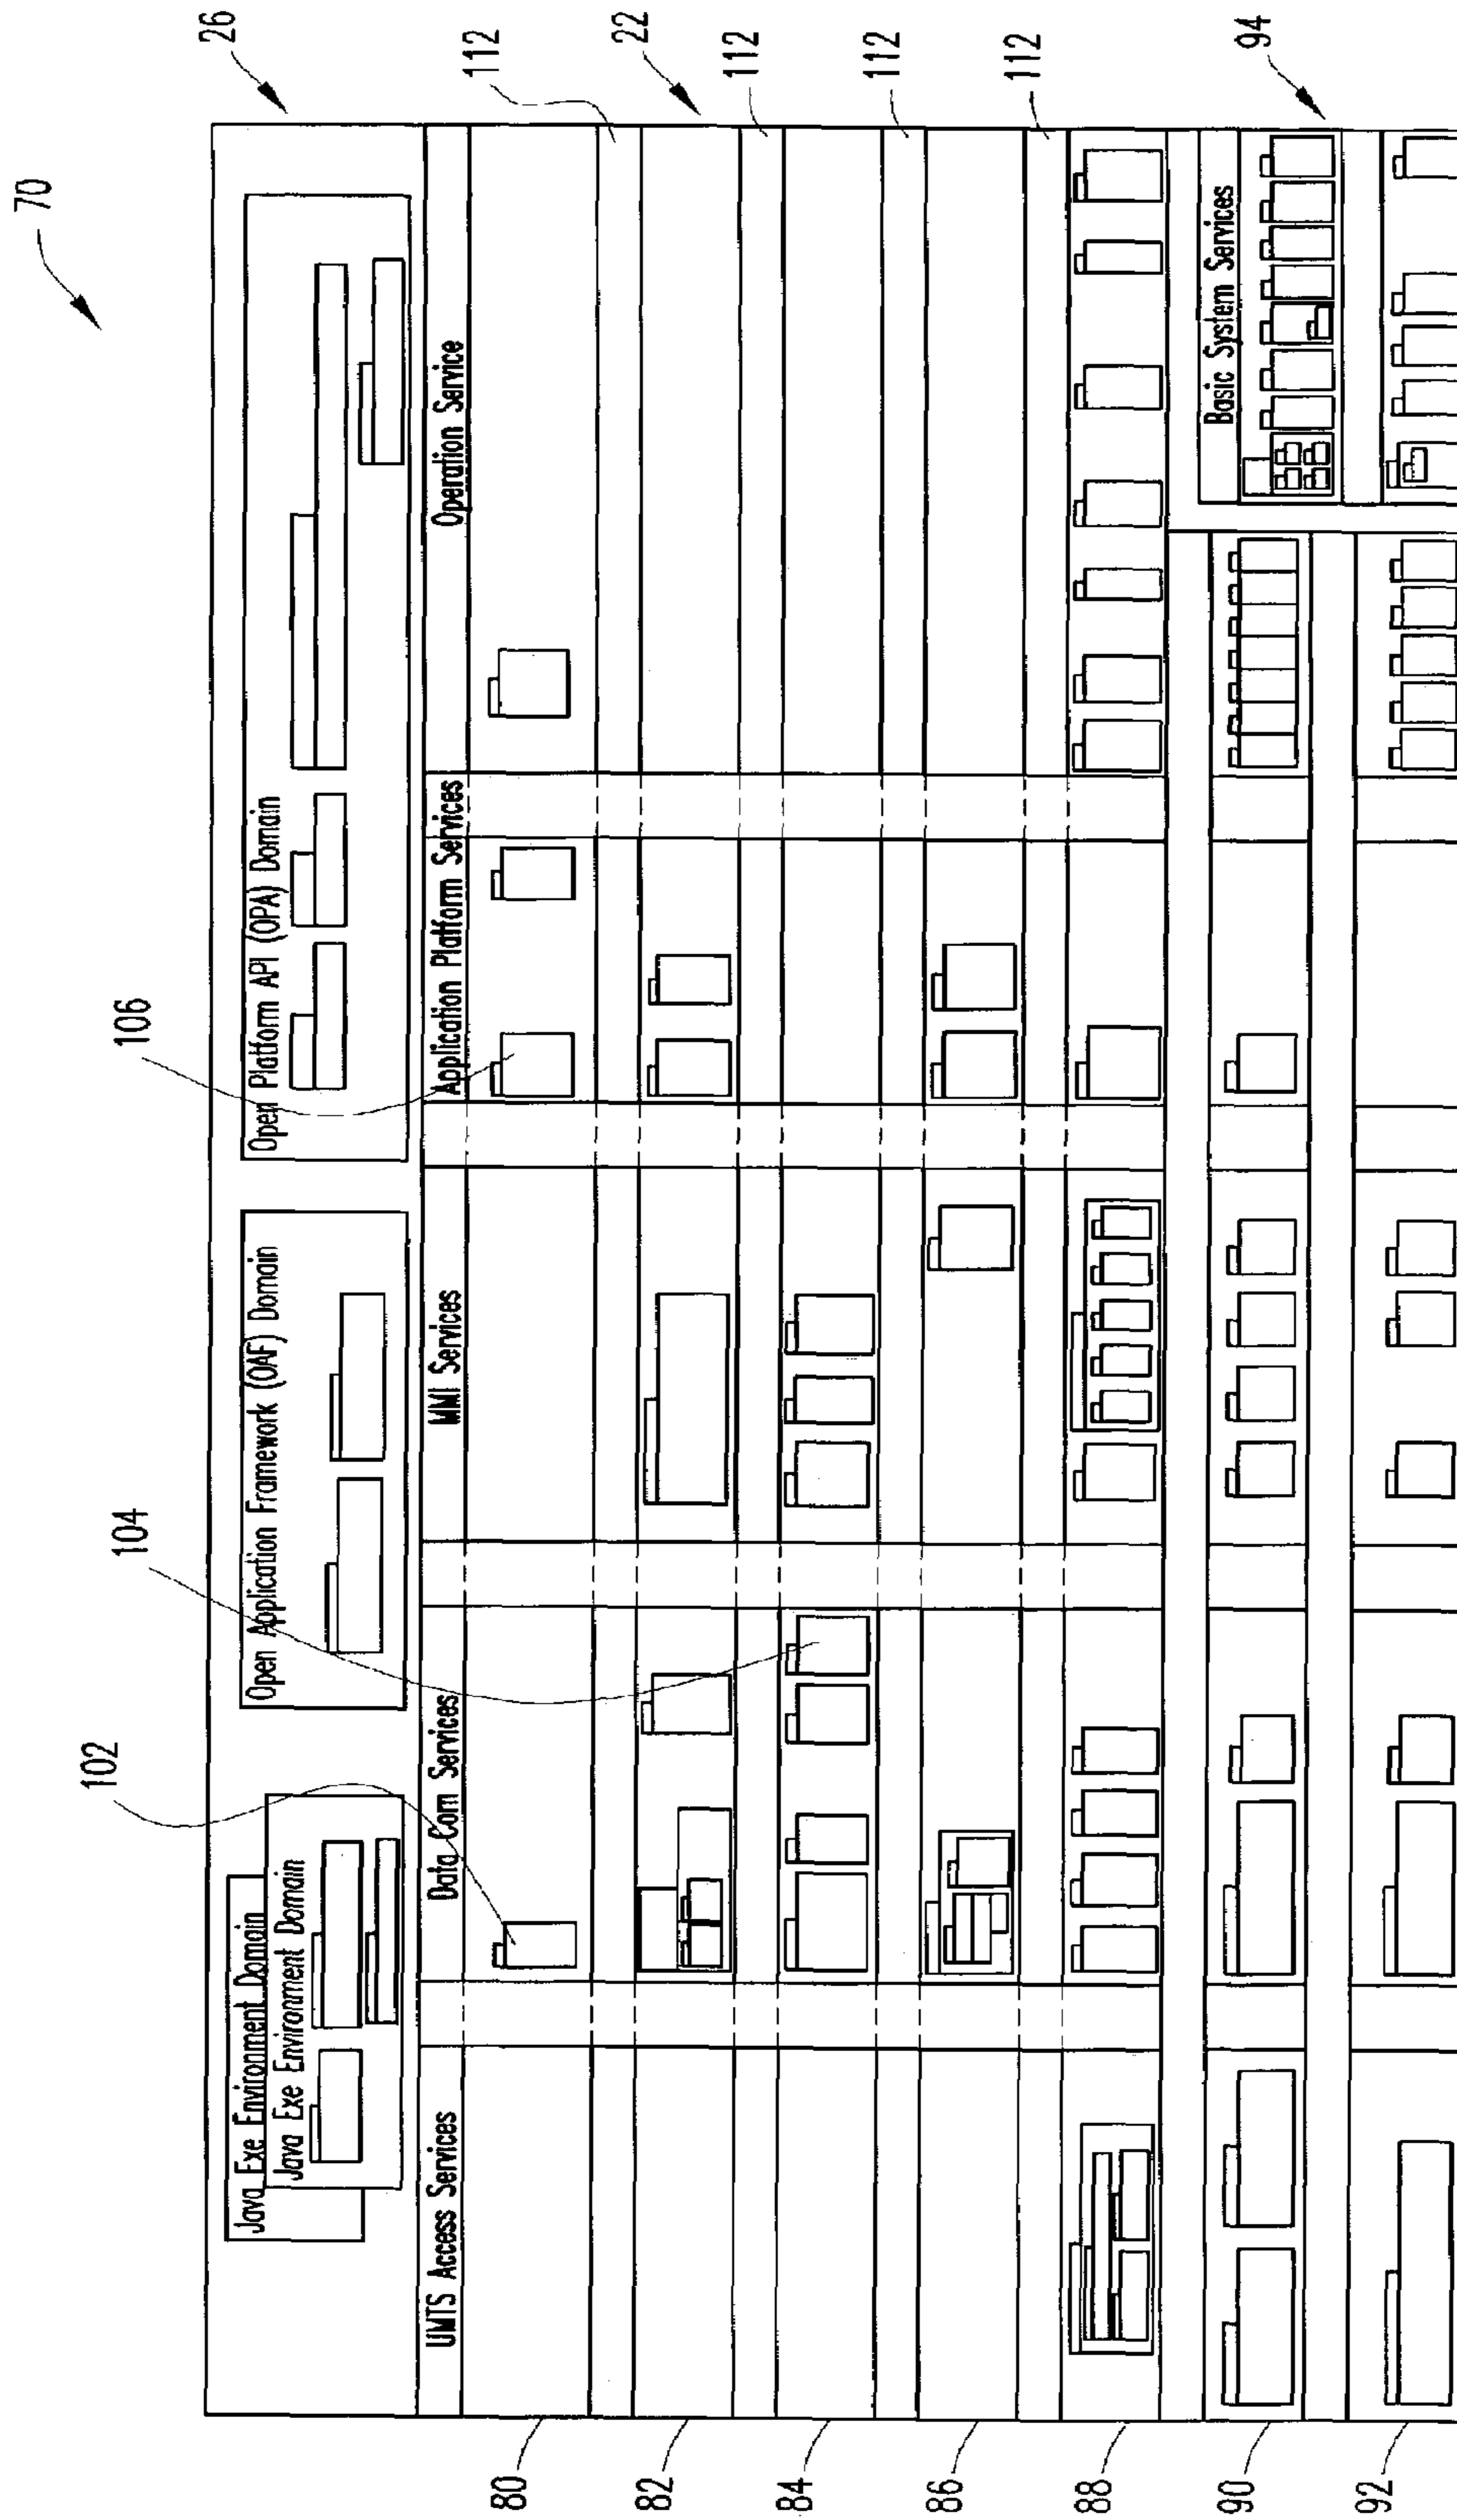 70
26
Java Exe Environment Domain
Java Exe Environment Domain
Open Application Framework (OAF) Domain
Open Platform API (OPA) Domain
UMTS Access Services
Data Com Services
MMI Services
Application Platform Services
Operation Service
102
104
106
112
22
112
112
112
Basic System Services
94
80
82
84
86
88
90
92